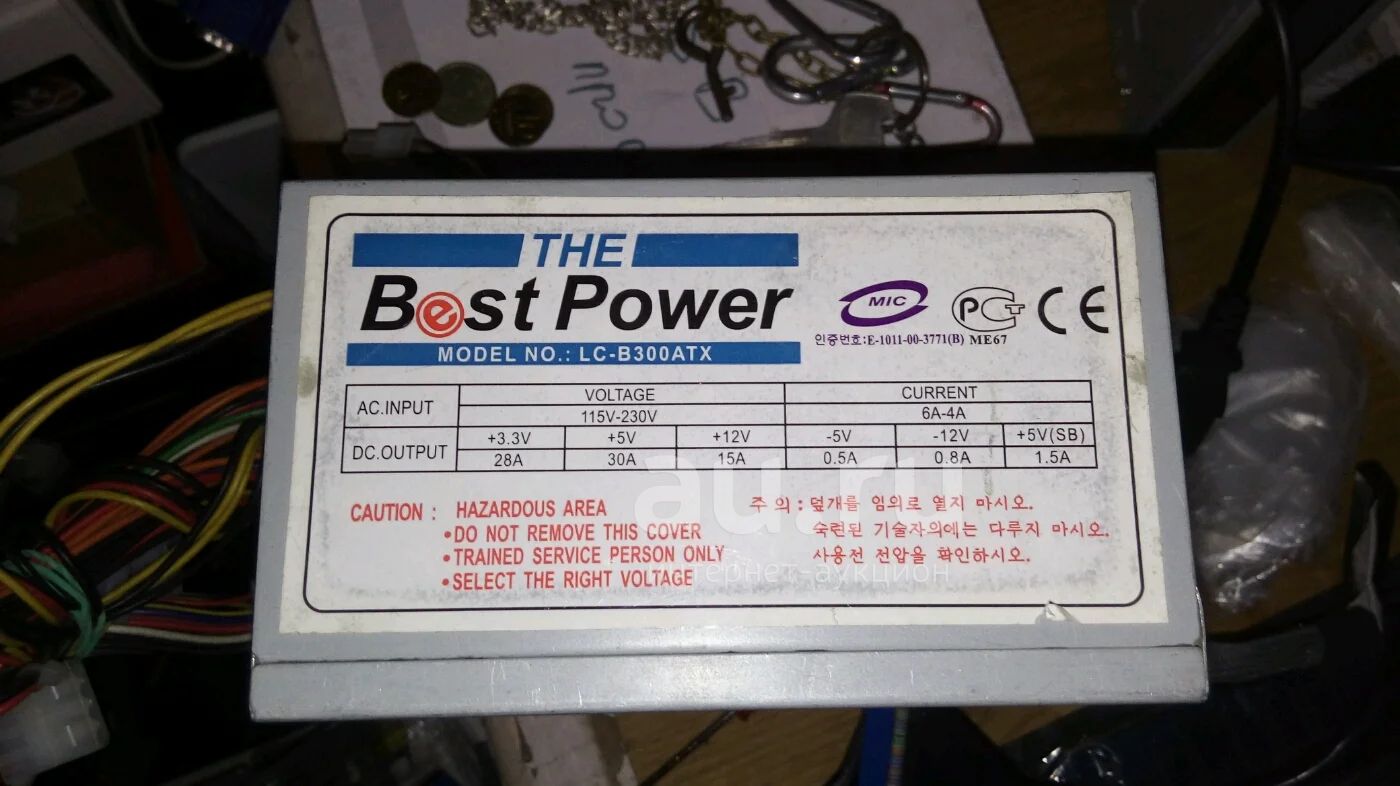 THE
Best Power
MODEL NO.: LC-B300ATX
MIC
PCT
CE
인증번호:E-1011-00-3771(B) ME67
AC.INPUT VOLTAGE CURRENT
115V-230V 6A-4A
DC.OUTPUT +3.3V +5V +12V -5V -12V +5V(SB)
28A 30A 15A 0.5A 0.8A 1.5A
CAUTION : HAZARDOUS AREA
•DO NOT REMOVE THIS COVER
•TRAINED SERVICE PERSON ONLY
•SELECT THE RIGHT VOLTAGE
주 의 : 덮개를 임의로 열지 마시오.
숙련된 기술자외에는 다루지 마시오.
사용전 전압을 확인하시오.
au.ru
интернет-аукцион